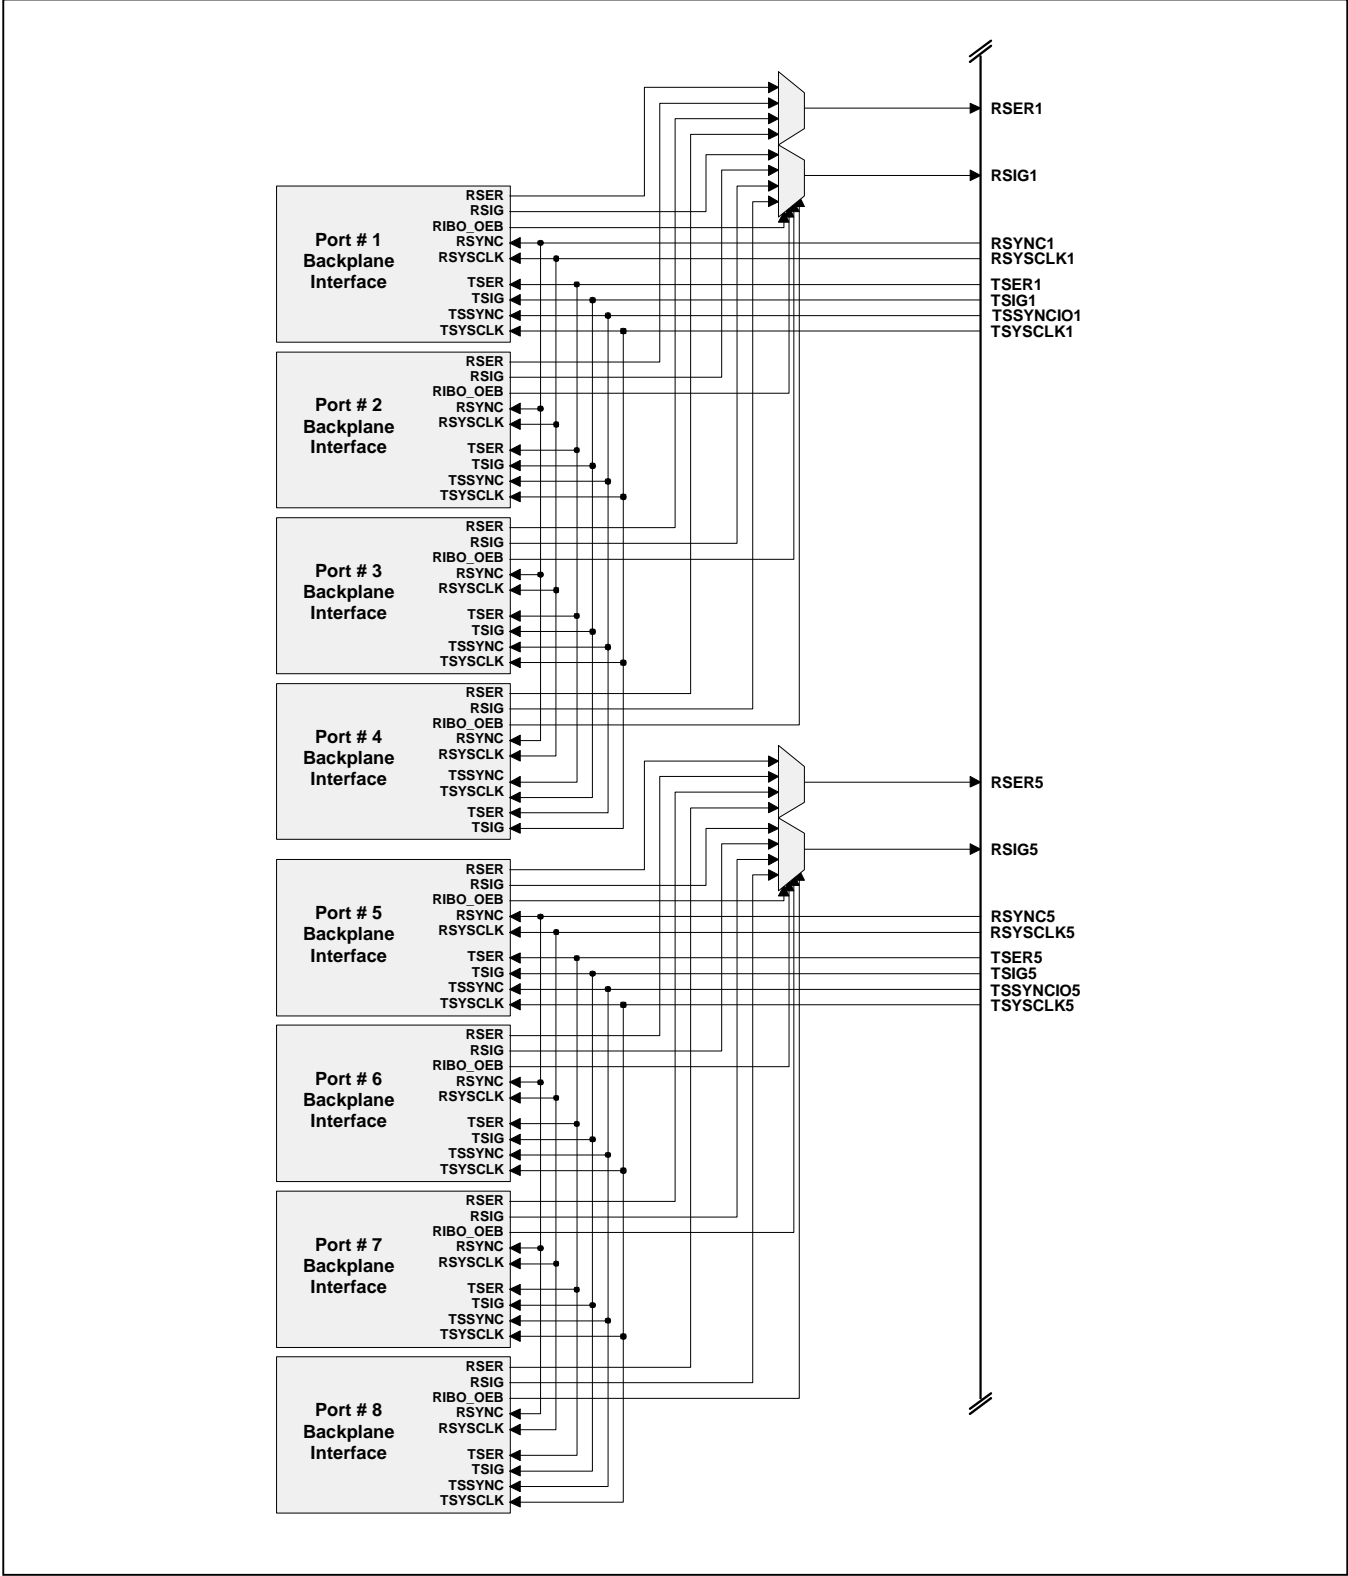 RSER1
RSIG1
Port # 1
Backplane
Interface
RSER
RSIG
RIBO_OEB
RSYNC
RSYSCLK
TSER
TSIG
TSSYNC
TSYSCLK
RSYNC1
RSYSCLK1
TSER1
TSIG1
TSSYNCIO1
TSYSCLK1
Port # 2
Backplane
Interface
RSER
RSIG
RIBO_OEB
RSYNC
RSYSCLK
TSER
TSIG
TSSYNC
TSYSCLK
Port # 3
Backplane
Interface
RSER
RSIG
RIBO_OEB
RSYNC
RSYSCLK
TSER
TSIG
TSSYNC
TSYSCLK
Port # 4
Backplane
Interface
RSER
RSIG
RIBO_OEB
RSYNC
RSYSCLK
TSSYNC
TSYSCLK
TSER
TSIG
RSER5
RSIG5
Port # 5
Backplane
Interface
RSER
RSIG
RIBO_OEB
RSYNC
RSYSCLK
TSER
TSIG
TSSYNC
TSYSCLK
RSYNC5
RSYSCLK5
TSER5
TSIG5
TSSYNCIO5
TSYSCLK5
Port # 6
Backplane
Interface
RSER
RSIG
RIBO_OEB
RSYNC
RSYSCLK
TSER
TSIG
TSSYNC
TSYSCLK
Port # 7
Backplane
Interface
RSER
RSIG
RIBO_OEB
RSYNC
RSYSCLK
TSER
TSIG
TSSYNC
TSYSCLK
Port # 8
Backplane
Interface
RSER
RSIG
RIBO_OEB
RSYNC
RSYSCLK
TSER
TSIG
TSSYNC
TSYSCLK